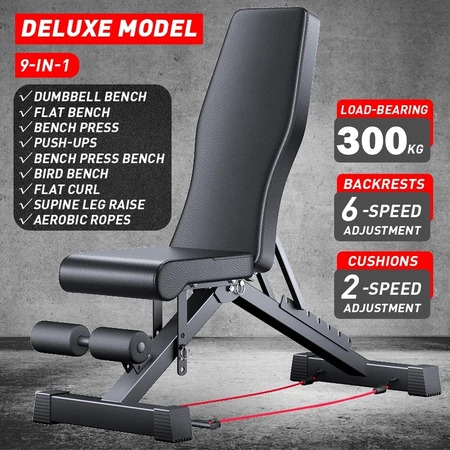 DELUXE MODEL
9-IN-1
DUMBBELL BENCH
FLAT BENCH
BENCH PRESS
PUSH-UPS
BENCH PRESS BENCH
BIRD BENCH
FLAT CURL
SUPINE LEG RAISE
AEROBIC ROPES
LOAD-BEARING
300KG
BACKRESTS
6-SPEED
ADJUSTMENT
CUSHIONS
2-SPEED
ADJUSTMENT